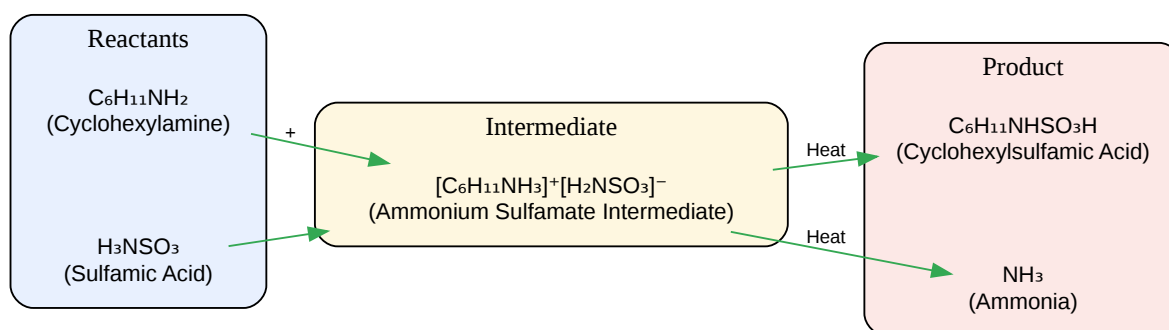 Reactants
C₆H₁₁NH₂
(Cyclohexylamine)
H₃NSO₃
(Sulfamic Acid)
+
Intermediate
[C₆H₁₁NH₃]⁺[H₂NSO₃]⁻
(Ammonium Sulfamate Intermediate)
Heat
Heat
Product
C₆H₁₁NHSO₃H
(Cyclohexylsulfamic Acid)
NH₃
(Ammonia)